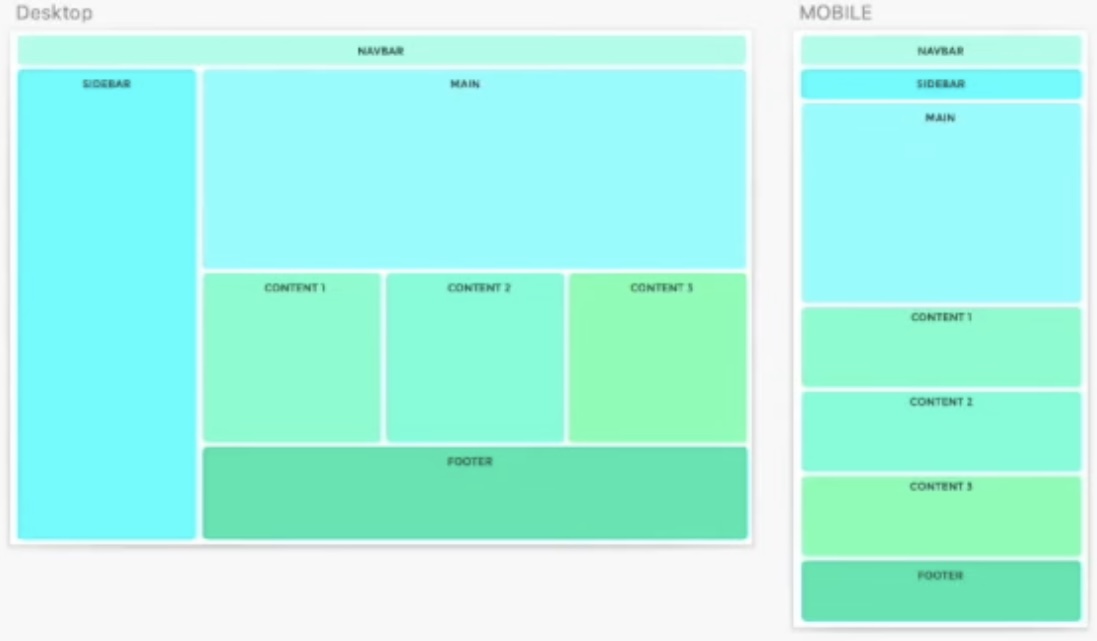 Desktop
NAVBAR
SIDEBAR
MAIN
CONTENT 1
CONTENT 2
CONTENT 3
FOOTER
MOBILE
NAVBAR
SIDEBAR
MAIN
CONTENT 1
CONTENT 2
CONTENT 3
FOOTER